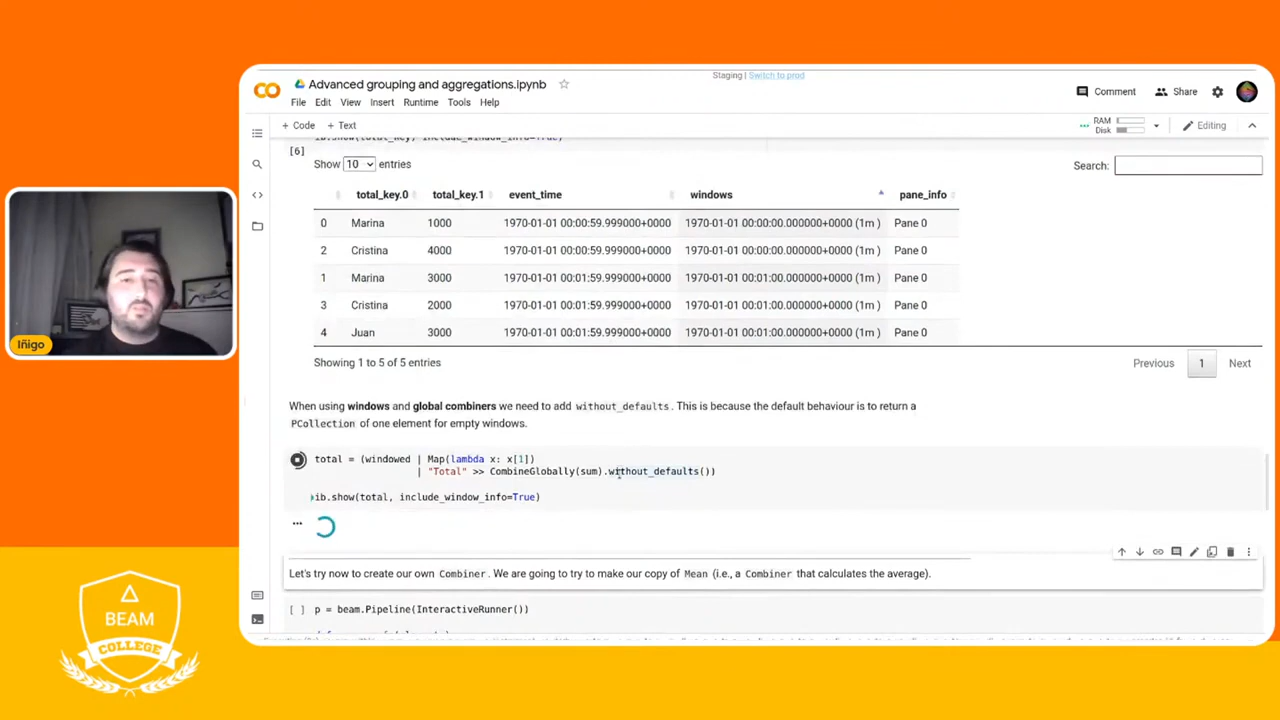 Staging | Switch to prod
Advanced grouping and aggregations.ipynb
File Edit View Insert Runtime Tools Help
Comment
Share
+ Code + Text
RAM
Disk
Editing
ib.show(total_key, include_window_info=True)
[6]
Show 10 entries
Search:
total_key.0 total_key.1 event_time windows pane_info
0 Marina 1000 1970-01-01 00:00:59.999000+0000 1970-01-01 00:00:00.000000+0000 (1m ) Pane 0
2 Cristina 4000 1970-01-01 00:00:59.999000+0000 1970-01-01 00:00:00.000000+0000 (1m ) Pane 0
1 Marina 3000 1970-01-01 00:01:59.999000+0000 1970-01-01 00:01:00.000000+0000 (1m ) Pane 0
3 Cristina 2000 1970-01-01 00:01:59.999000+0000 1970-01-01 00:01:00.000000+0000 (1m ) Pane 0
4 Juan 3000 1970-01-01 00:01:59.999000+0000 1970-01-01 00:01:00.000000+0000 (1m ) Pane 0
Showing 1 to 5 of 5 entries
Previous 1 Next
Iñigo
When using windows and global combiners we need to add without_defaults. This is because the default behaviour is to return a
PCollection of one element for empty windows.
total = (windowed | Map(lambda x: x[1])
| "Total" >> CombineGlobally(sum).without_defaults())
ib.show(total, include_window_info=True)
Let's try now to create our own Combiner. We are going to try to make our copy of Mean (i.e., a Combiner that calculates the average).
[ ] p = beam.Pipeline(InteractiveRunner())
BEAM
COLLEGE